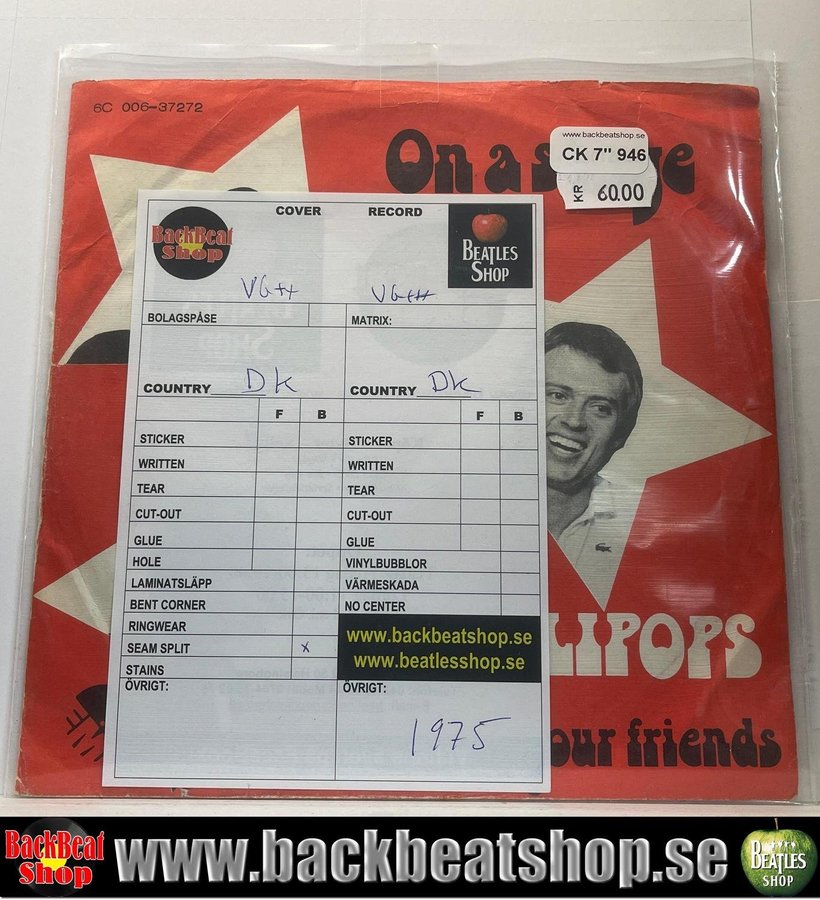 6C 006-37272
On a s
ge
www.backbeatshop.se
CK 7" 946
KR 60.00
COVER RECORD
BackBeat
Shop
BEATLES
SHOP
VG++ VG+++
BOLAGSPÅSE MATRIX:
COUNTRY DK COUNTRY DK
F B F B
STICKER STICKER
WRITTEN WRITTEN
TEAR TEAR
CUT-OUT CUT-OUT
GLUE GLUE
HOLE VINYLBUBBLOR
LAMINATSLÄPP VÄRMESKADA
BENT CORNER NO CENTER
RINGWEAR
SEAM SPLIT x
STAINS
www.backbeatshop.se
www.beatlesshop.se
ÖVRIGT: ÖVRIGT:
1975
LIPOPS
our friends
BackBeat
Shop
www.backbeatshop.se
BEATLES
SHOP